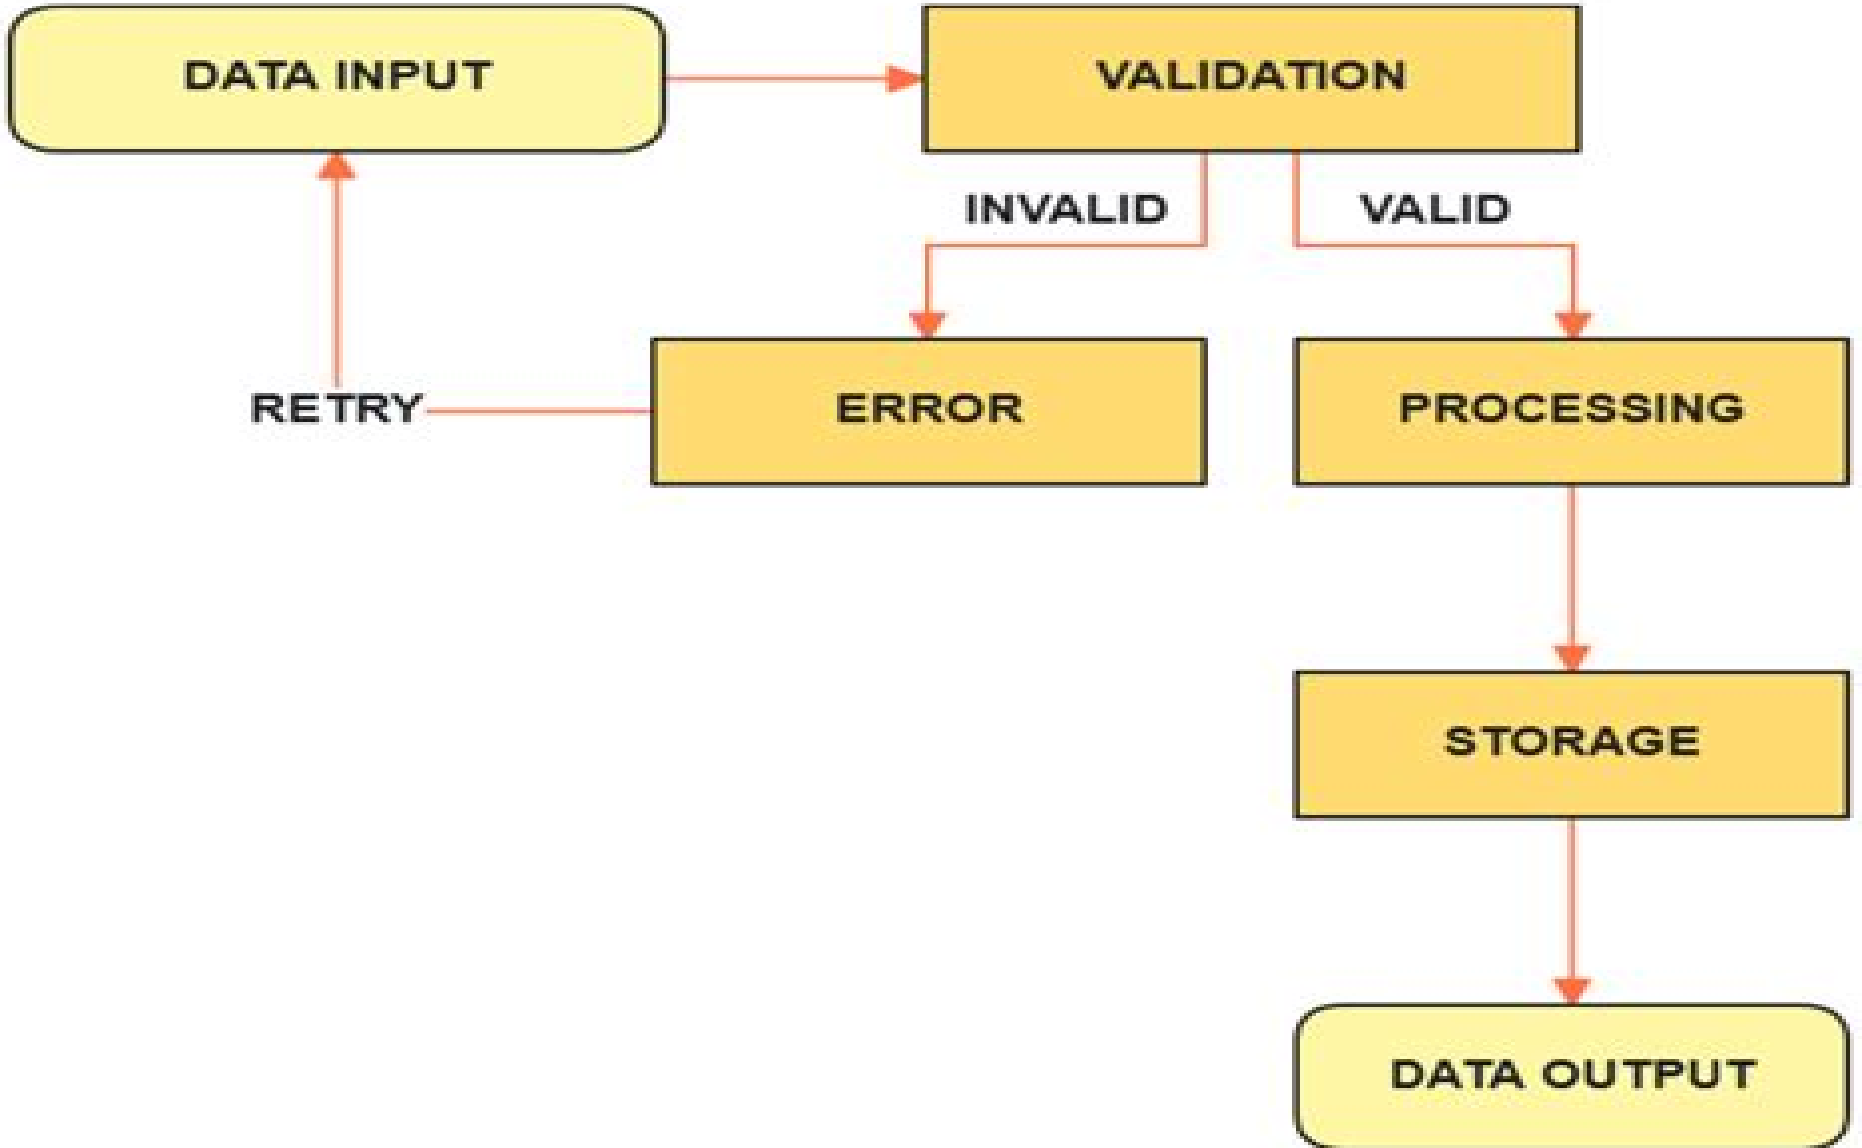 DATA INPUT
VALIDATION
INVALID
VALID
RETRY
ERROR
PROCESSING
STORAGE
DATA OUTPUT